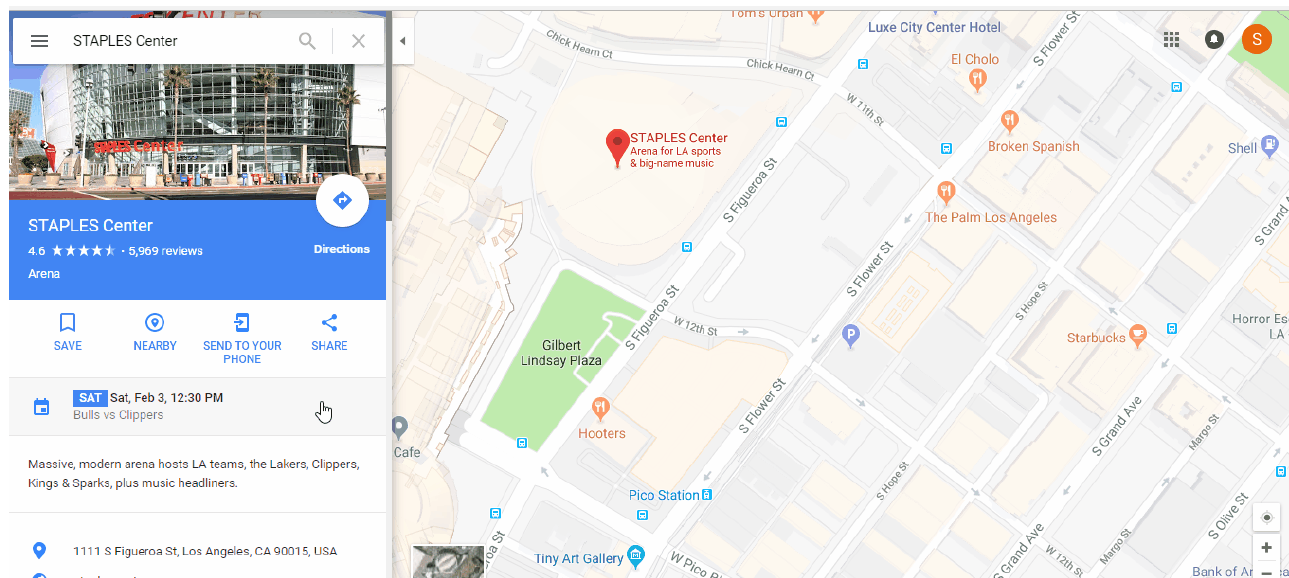 STAPLES Center
STAPLES Center
STAPLES Center
4.6
• 5,969 reviews
Arena
Directions
SAVE
NEARBY
SEND TO YOUR
PHONE
SHARE
SAT Sat, Feb 3, 12:30 PM
Bulls vs Clippers
Massive, modern arena hosts LA teams, the Lakers, Clippers,
Kings & Sparks, plus music headliners.
1111 S Figueroa St, Los Angeles, CA 90015, USA
Tom's Urban
Luxe City Center Hotel
S
Chick Hearn Ct
Chick Hearn Ct
S Flower St
El Cholo
W 11th St
STAPLES Center
Arena for LA sports
& big-name music
Broken Spanish
Shell
S Figueroa St
The Palm Los Angeles
S Grand A
S Flower St
S Hope St
S Figueroa St
W 12th St
P
Gilbert
Lindsay Plaza
Starbucks
Horror Es
LA
S Flower St
Hooters
S Grand Ave
Margo St
Cafe
S Hope St
Pico Station
S Olive St
Tiny Art Gallery
W Pico B
S Grand Ave
Margo St
Bank of America